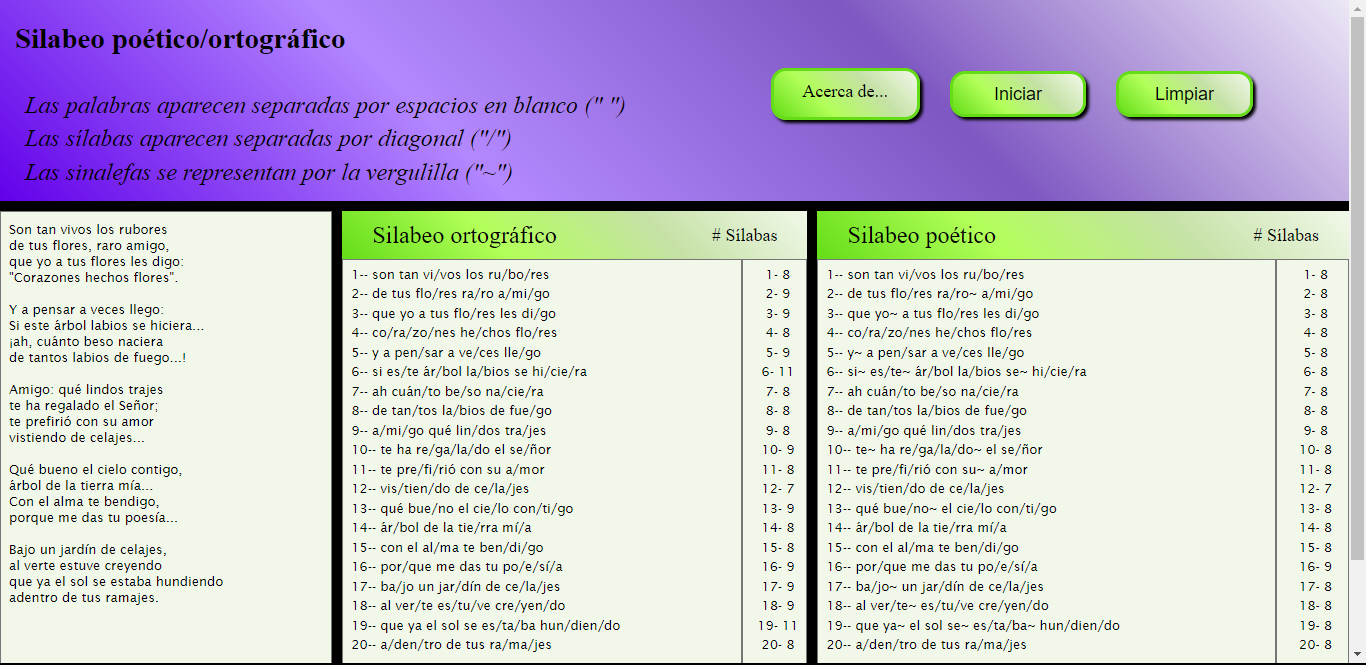 Silabeo poético/ortográfico
Las palabras aparecen separadas por espacios en blanco (" ")
Las sílabas aparecen separadas por diagonal ("/")
Las sinalefas se representan por la vergulilla ("~")
Acerca de...
Iniciar
Limpiar
Son tan vivos los rubores
de tus flores, raro amigo,
que yo a tus flores les digo:
"Corazones hechos flores".
Y a pensar a veces llego:
Si este árbol labios se hiciera...
¡ah, cuánto beso naciera
de tantos labios de fuego...!
Amigo: qué lindos trajes
te ha regalado el Señor;
te prefirió con su amor
vistiendo de celajes...
Qué bueno el cielo contigo,
árbol de la tierra mía...
Con el alma te bendigo,
porque me das tu poesía...
Bajo un jardín de celajes,
al verte estuve creyendo
que ya el sol se estaba hundiendo
adentro de tus ramajes.
Silabeo ortográfico # Sílabas
1-- son tan vi/vos los ru/bo/res 1- 8
2-- de tus flo/res ra/ro a/mi/go 2- 9
3-- que yo a tus flo/res les di/go 3- 9
4-- co/ra/zo/nes he/chos flo/res 4- 8
5-- y a pen/sar a ve/ces lle/go 5- 9
6-- si es/te ár/bol la/bios se hi/cie/ra 6- 11
7-- ah cuán/to be/so na/cie/ra 7- 8
8-- de tan/tos la/bios de fue/go 8- 8
9-- a/mi/go qué lin/dos tra/jes 9- 8
10-- te ha re/ga/la/do el se/ñor 10- 9
11-- te pre/fi/rió con su a/mor 11- 8
12-- vis/tien/do de ce/la/jes 12- 7
13-- qué bue/no el cie/lo con/ti/go 13- 9
14-- ár/bol de la tie/rra mí/a 14- 8
15-- con el al/ma te ben/di/go 15- 8
16-- por/que me das tu po/e/sí/a 16- 9
17-- ba/jo un jar/dín de ce/la/jes 17- 9
18-- al ver/te es/tu/ve cre/yen/do 18- 9
19-- que ya el sol se es/ta/ba hun/dien/do 19- 11
20-- a/den/tro de tus ra/ma/jes 20- 8
Silabeo poético # Sílabas
1-- son tan vi/vos los ru/bo/res 1- 8
2-- de tus flo/res ra/ro~ a/mi/go 2- 8
3-- que yo~ a tus flo/res les di/go 3- 8
4-- co/ra/zo/nes he/chos flo/res 4- 8
5-- y~ a pen/sar a ve/ces lle/go 5- 8
6-- si~ es/te~ ár/bol la/bios se~ hi/cie/ra 6- 8
7-- ah cuán/to be/so na/cie/ra 7- 8
8-- de tan/tos la/bios de fue/go 8- 8
9-- a/mi/go qué lin/dos tra/jes 9- 8
10-- te~ ha re/ga/la/do~ el se/ñor 10- 8
11-- te pre/fi/rió con su~ a/mor 11- 8
12-- vis/tien/do de ce/la/jes 12- 7
13-- qué bue/no~ el cie/lo con/ti/go 13- 8
14-- ár/bol de la tie/rra mí/a 14- 8
15-- con el al/ma te ben/di/go 15- 8
16-- por/que me das tu po/e/sí/a 16- 9
17-- ba/jo~ un jar/dín de ce/la/jes 17- 8
18-- al ver/te~ es/tu/ve cre/yen/do 18- 8
19-- que ya~ el sol se~ es/ta/ba~ hun/dien/do 19- 8
20-- a/den/tro de tus ra/ma/jes 20- 8